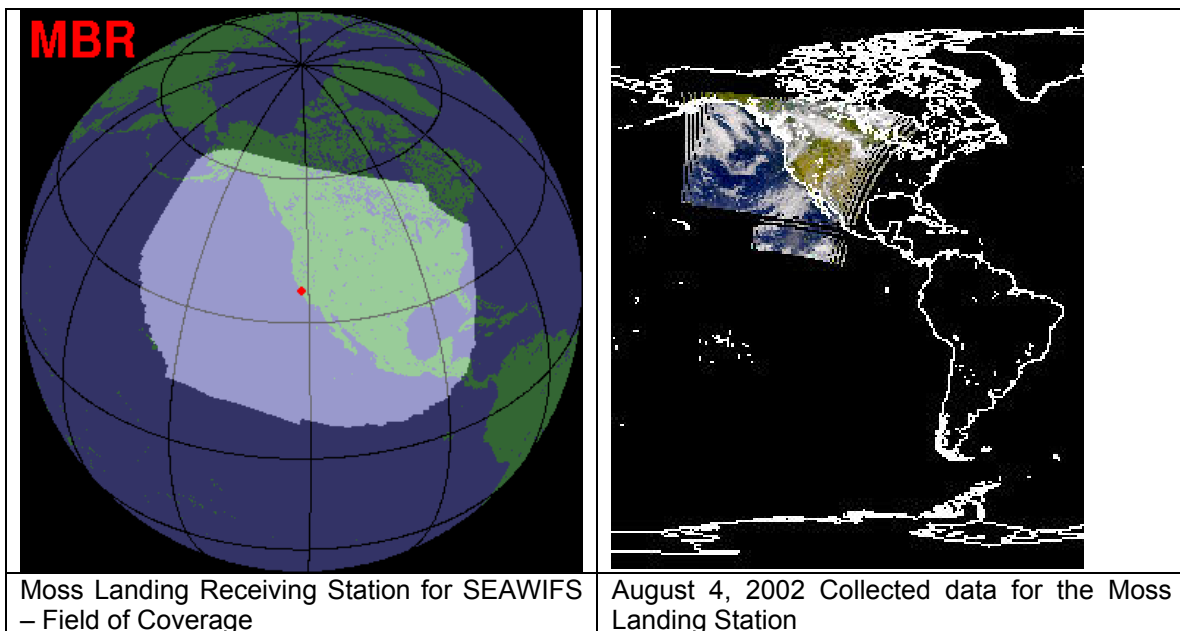 MBR
Moss Landing Receiving Station for SEAWIFS
– Field of Coverage
August 4, 2002 Collected data for the Moss
Landing Station